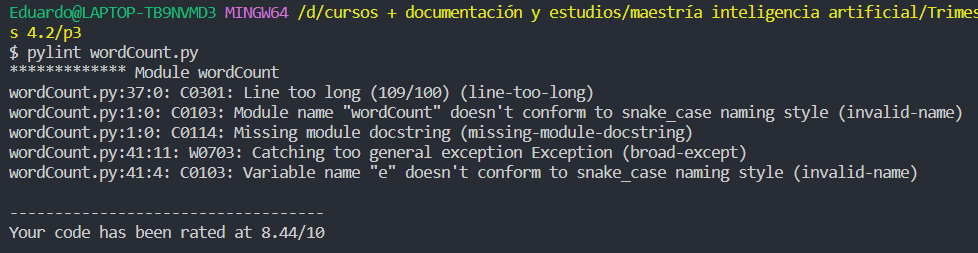 Eduardo@LAPTOP-TB9NVMD3 MINGW64 /d/cursos + documentación y estudios/maestría inteligencia artificial/Trimes
s 4.2/p3
$ pylint wordCount.py
************* Module wordCount
wordCount.py:37:0: C0301: Line too long (109/100) (line-too-long)
wordCount.py:1:0: C0103: Module name "wordCount" doesn't conform to snake_case naming style (invalid-name)
wordCount.py:1:0: C0114: Missing module docstring (missing-module-docstring)
wordCount.py:41:11: W0703: Catching too general exception Exception (broad-except)
wordCount.py:41:4: C0103: Variable name "e" doesn't conform to snake_case naming style (invalid-name)
-----------------------------------
Your code has been rated at 8.44/10